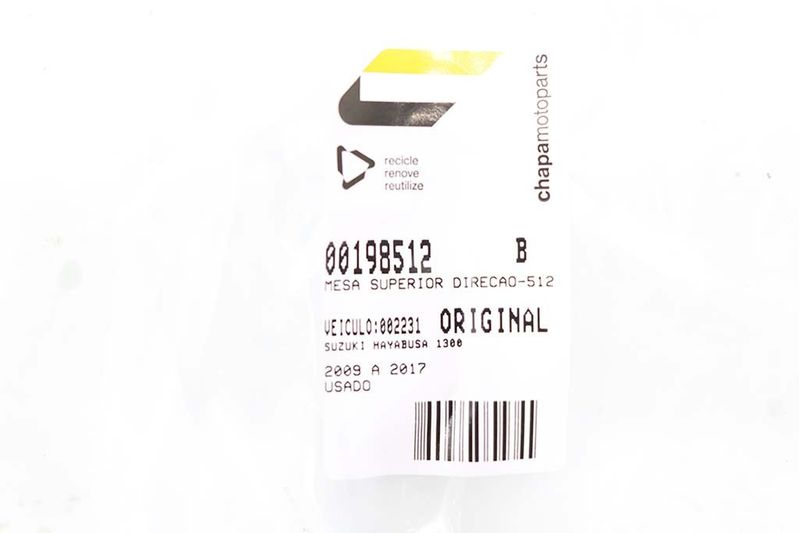 chapamotoparts
recicle
renove
reutilize
00198512 B
MESA SUPERIOR DIRECAO-512
VEICULO:002231 ORIGINAL
SUZUKI HAYABUSA 1300
2009 A 2017
USADO